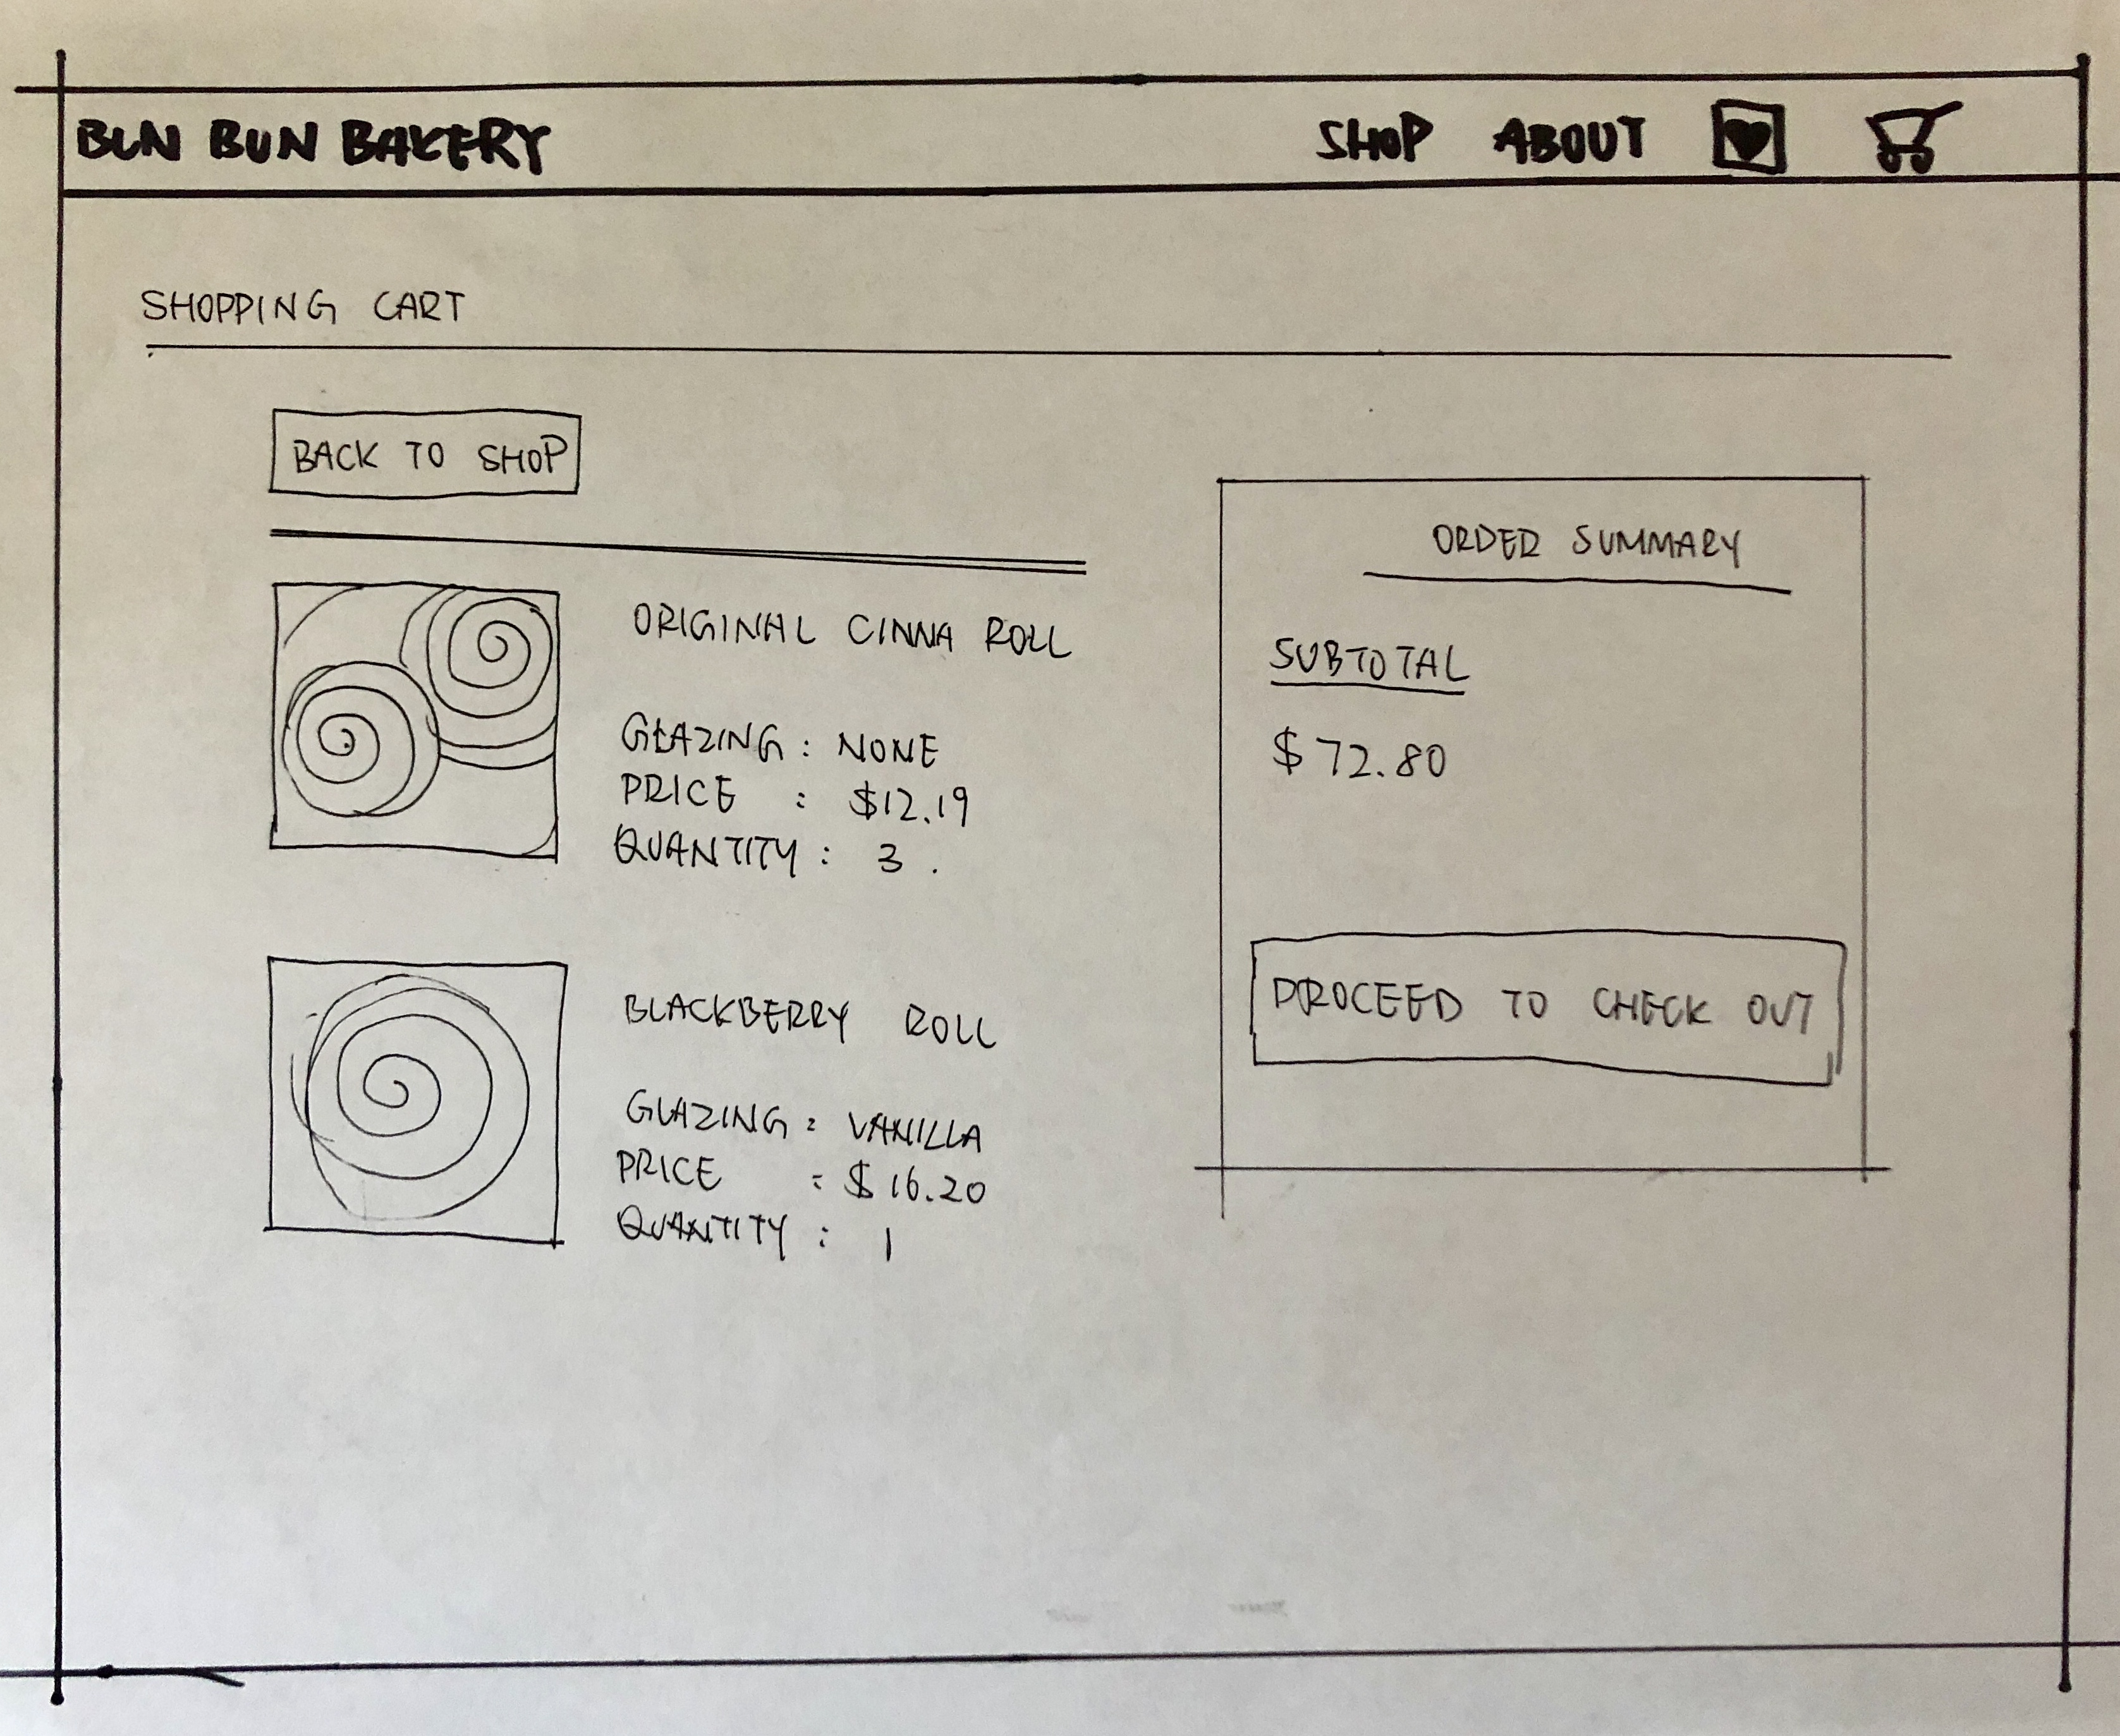 BUN BUN BAKERY
SHOP ABOUT
SHOPPING CART
BACK TO SHOP
ORIGINAL CINNA ROLL
GLAZING : NONE
PRICE : $12.19
QUANTITY : 3 .
BLACKBERRY ROLL
GLAZING : VANILLA
PRICE : $16.20
QUANTITY : 1
ORDER SUMMARY
SUBTOTAL
$72.80
PROCEED TO CHECK OUT